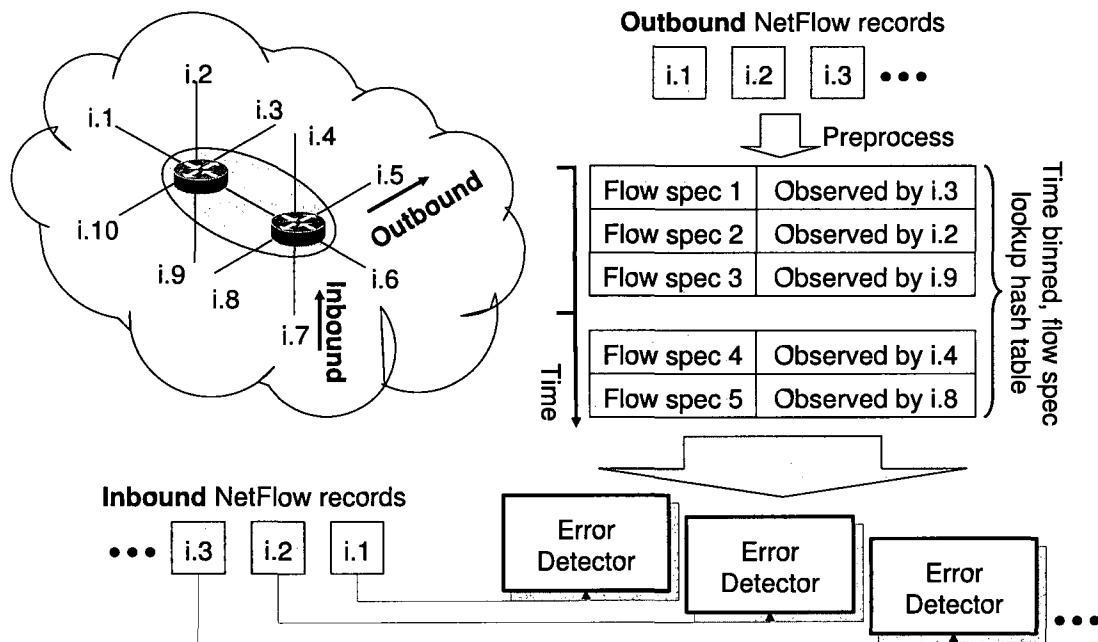 Outbound NetFlow records
i.1
i.2
i.3
•••
i.2
i.1
i.3
i.4
i.5
Outbound
i.10
i.9
i.8
i.6
i.7
Inbound
Preprocess
Flow spec 1 Observed by i.3
Flow spec 2 Observed by i.2
Flow spec 3 Observed by i.9
Flow spec 4 Observed by i.4
Flow spec 5 Observed by i.8
Time
Time binned, flow spec
lookup hash table
Inbound NetFlow records
•••
i.3
i.2
i.1
Error
Detector
Error
Detector
Error
Detector
•••